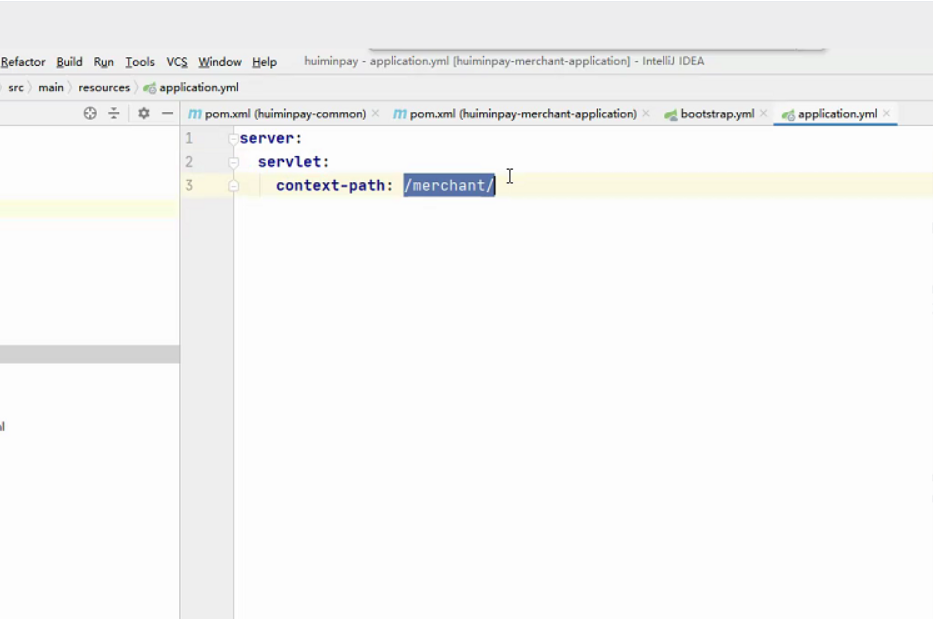 Refactor Build Run Tools VCS Window Help huiminpay - application.yml [huiminpay-merchant-application] - IntelliJ IDEA
src main resources application.yml
pom.xml (huiminpay-common) pom.xml (huiminpay-merchant-application) bootstrap.yml application.yml
1 server:
2 servlet:
3 context-path: /merchant/